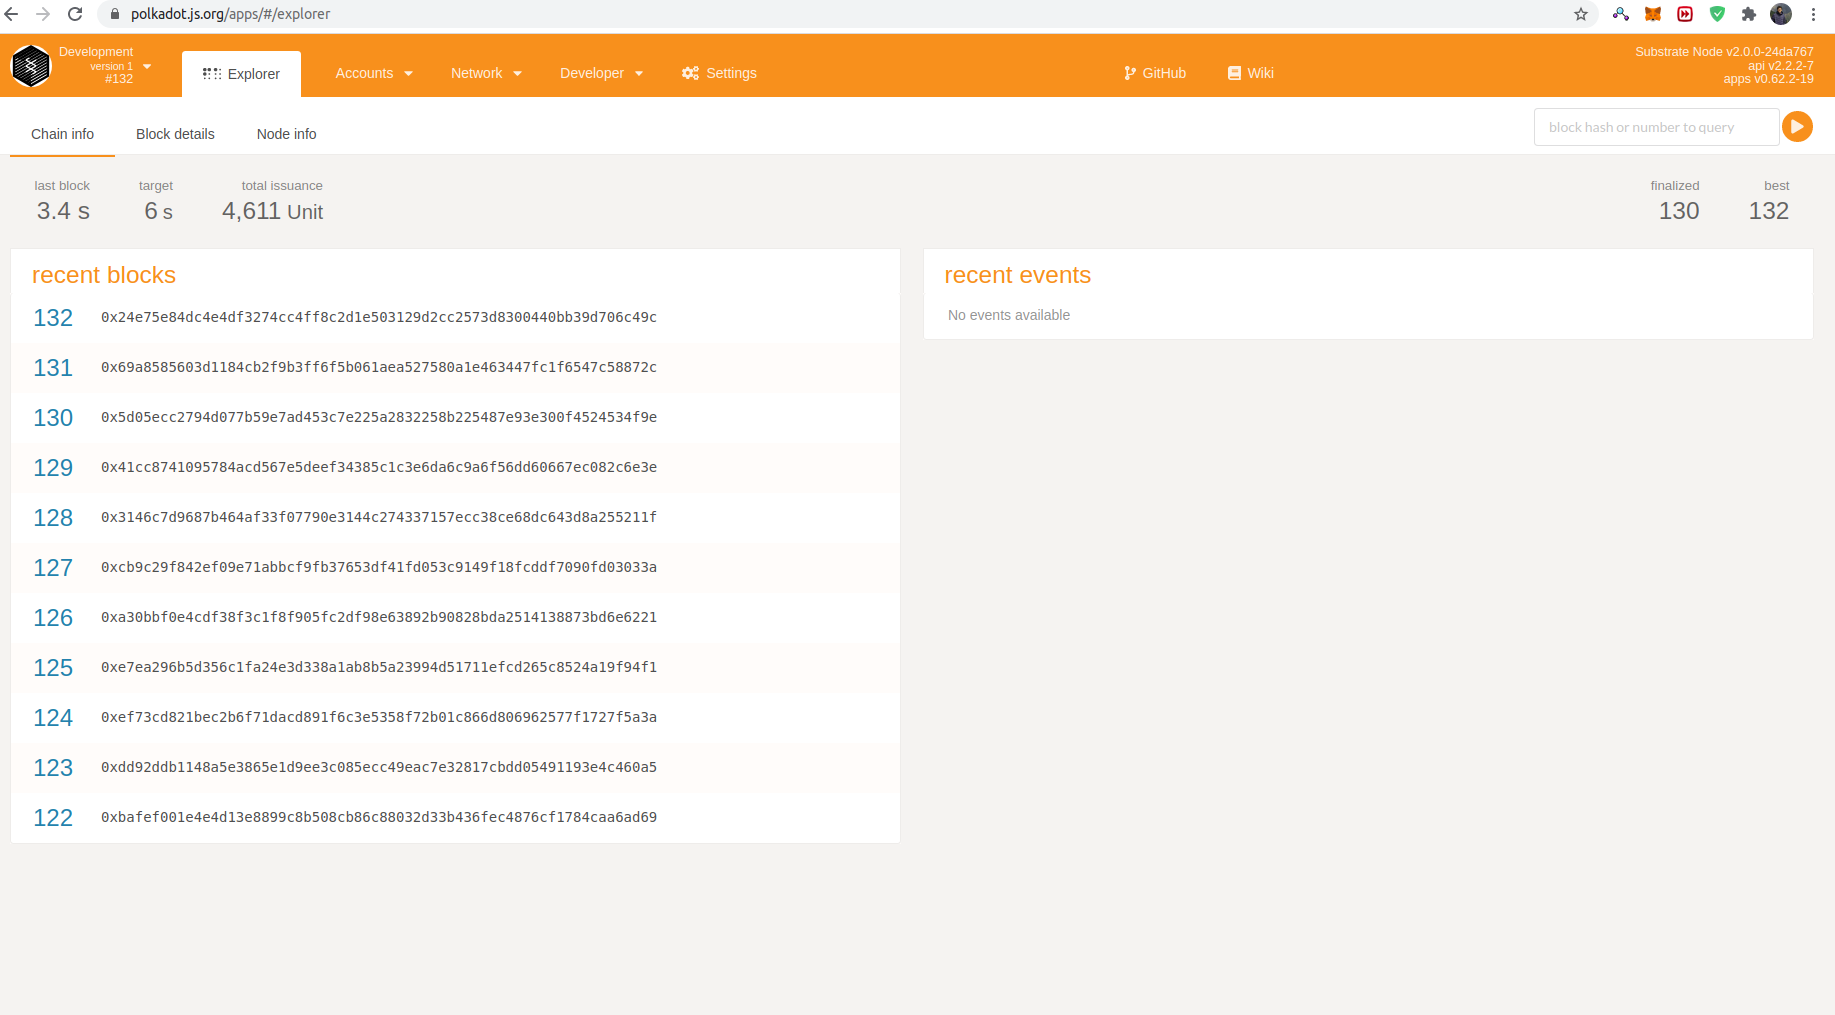 polkadot.js.org/apps/#/explorer
Development
version 1
#132
Explorer
Accounts
Network
Developer
Settings
GitHub
Wiki
Substrate Node v2.0.0-24da767
api v2.2.2-7
apps v0.62.2-19
Chain info
Block details
Node info
block hash or number to query
last block
3.4 s
target
6 s
total issuance
4,611 Unit
finalized
130
best
132
recent blocks
132 0x24e75e84dc4e4df3274cc4ff8c2d1e503129d2cc2573d8300440bb39d706c49c
131 0x69a8585603d1184cb2f9b3ff6f5b061aea527580a1e463447fc1f6547c58872c
130 0x5d05ecc2794d077b59e7ad453c7e225a2832258b225487e93e300f4524534f9e
129 0x41cc8741095784acd567e5deef34385c1c3e6da6c9a6f56dd60667ec082c6e3e
128 0x3146c7d9687b464af33f07790e3144c274337157ecc38ce68dc643d8a255211f
127 0xcb9c29f842ef09e71abbcf9fb37653df41fd053c9149f18fcddf7090fd03033a
126 0xa30bbf0e4cdf38f3c1f8f905fc2df98e63892b90828bda2514138873bd6e6221
125 0xe7ea296b5d356c1fa24e3d338a1ab8b5a23994d51711efcd265c8524a19f94f1
124 0xef73cd821bec2b6f71dacd891f6c3e5358f72b01c866d806962577f1727f5a3a
123 0xdd92ddb1148a5e3865e1d9ee3c085ecc49eac7e32817cbdd05491193e4c460a5
122 0xbafef001e4e4d13e8899c8b508cb86c88032d33b436fec4876cf1784caa6ad69
recent events
No events available